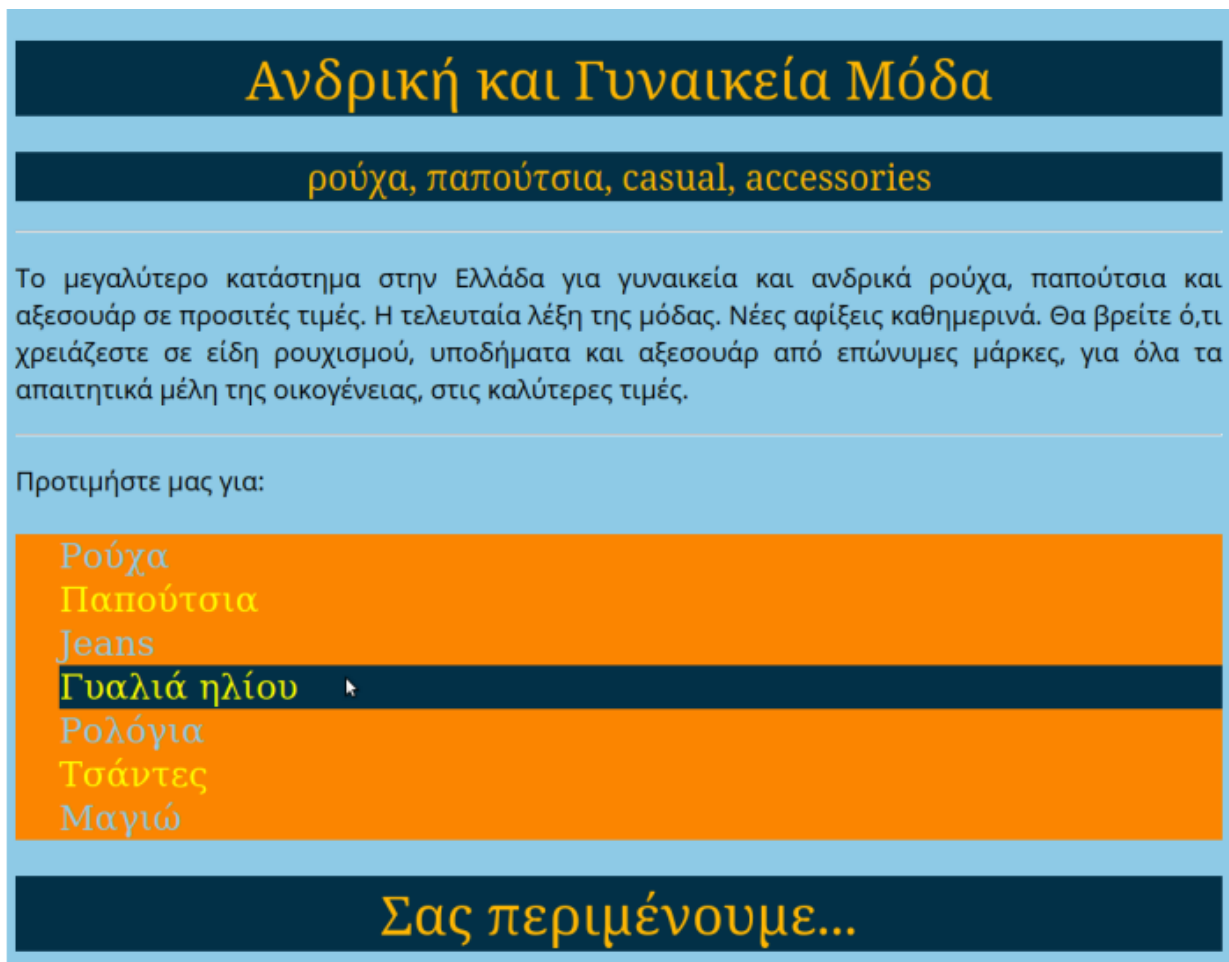 Ανδρική και Γυναικεία Μόδα
ρούχα, παπούτσια, casual, accessories
Το μεγαλύτερο κατάστημα στην Ελλάδα για γυναικεία και ανδρικά ρούχα, παπούτσια και
αξεσουάρ σε προσιτές τιμές. Η τελευταία λέξη της μόδας. Νέες αφίξεις καθημερινά. Θα βρείτε ό,τι
χρειάζεστε σε είδη ρουχισμού, υποδήματα και αξεσουάρ από επώνυμες μάρκες, για όλα τα
απαιτητικά μέλη της οικογένειας, στις καλύτερες τιμές.
Προτιμήστε μας για:
Ρούχα
Παπούτσια
Jeans
Γυαλιά ηλίου
Ρολόγια
Τσάντες
Μαγιώ
Σας περιμένουμε...